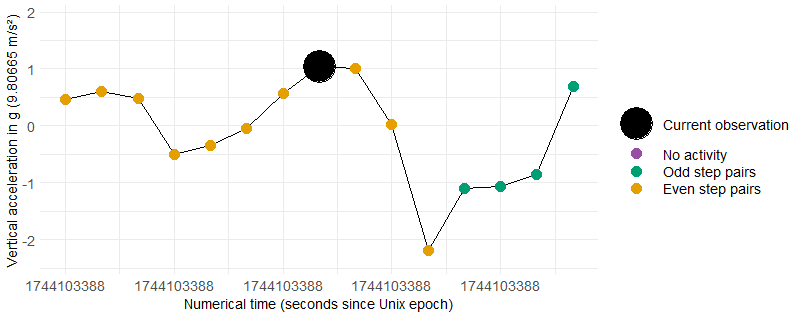 Vertical acceleration in g (9.80665 m/s²)
2
1
0
-1
-2
1744103388 1744103388 1744103388 1744103388 1744103388
Numerical time (seconds since Unix epoch)
Current observation
No activity
Odd step pairs
Even step pairs